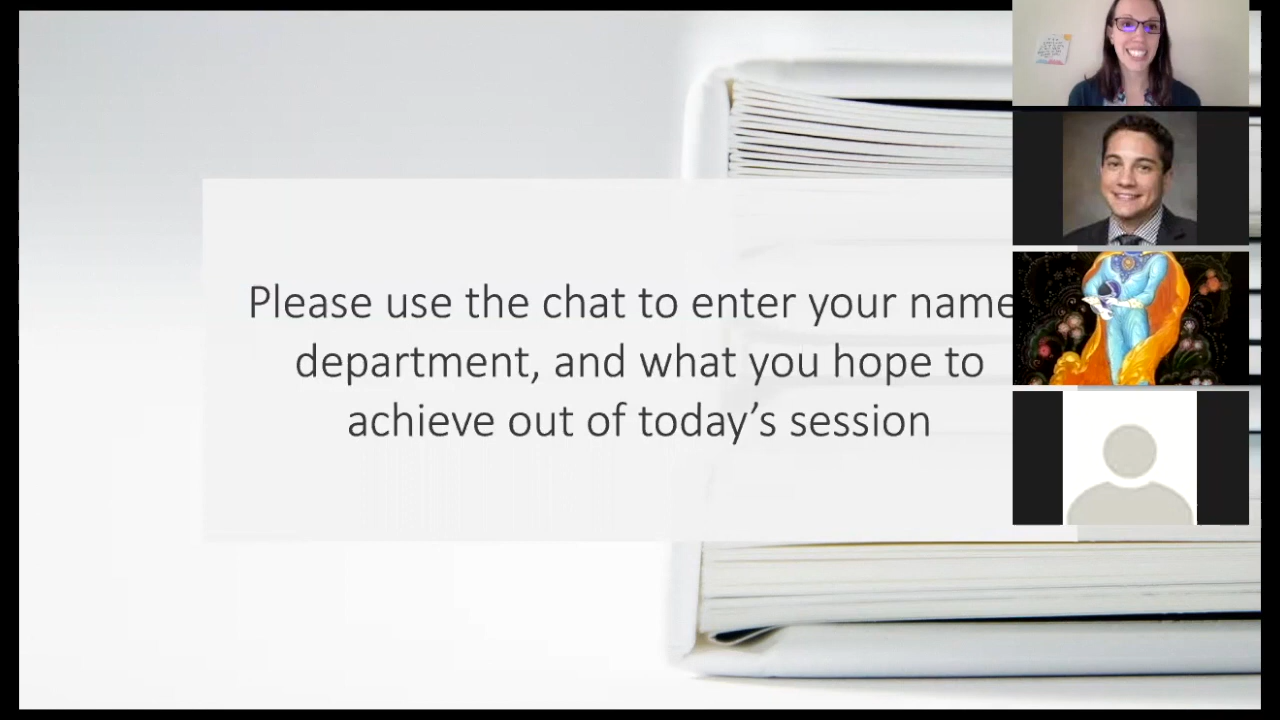 Please use the chat to enter your name
department, and what you hope to
achieve out of today's session